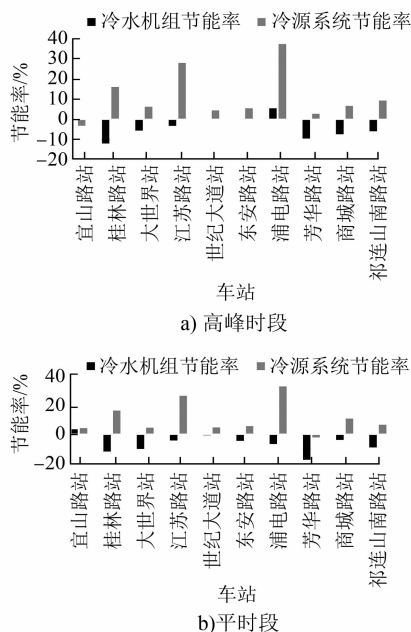 ■冷水机组节能率 ■冷源系统节能率
节能率/%
40
30
20
10
0
-10
-20
宜山路站
桂林路站
大世界站
江苏路站
世纪大道站
东安路站
浦电路站
芳华路站
商城路站
祁连山南路站
车站
a) 高峰时段
■冷水机组节能率 ■冷源系统节能率
节能率/%
40
20
0
-20
宜山路站
桂林路站
大世界站
江苏路站
世纪大道站
东安路站
浦电路站
芳华路站
商城路站
祁连山南路站
车站
b)平时段